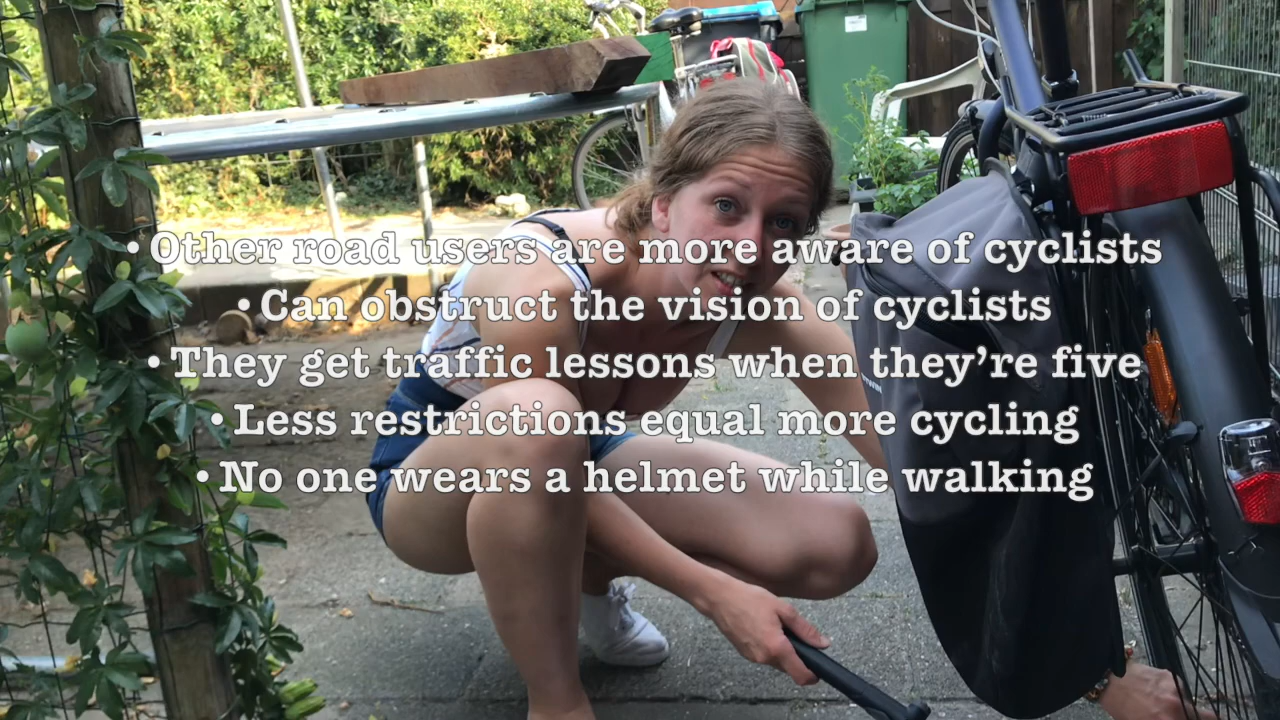 • Other road users are more aware of cyclists
• Can obstruct the vision of cyclists
• They get traffic lessons when they’re five
• Less restrictions equal more cycling
• No one wears a helmet while walking